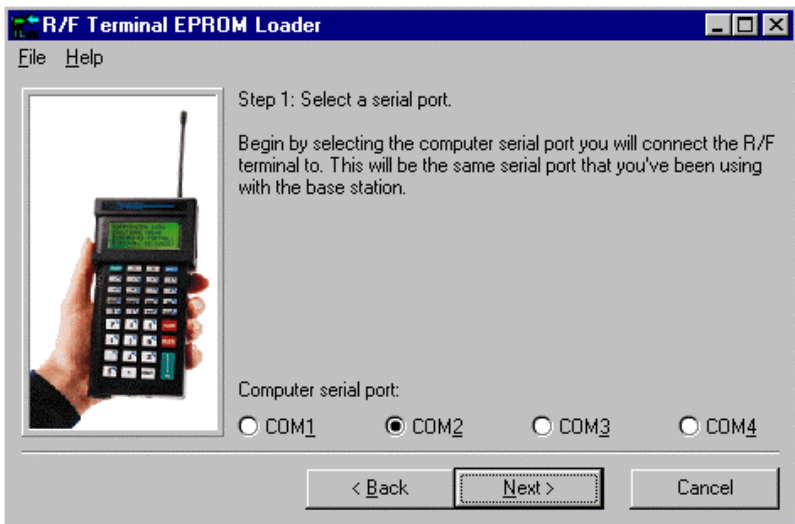 R/F Terminal EPROM Loader
File Help
Step 1: Select a serial port.
Begin by selecting the computer serial port you will connect the R/F
terminal to. This will be the same serial port that you've been using
with the base station.
Computer serial port:
COM1 COM2 COM3 COM4
< Back Next > Cancel